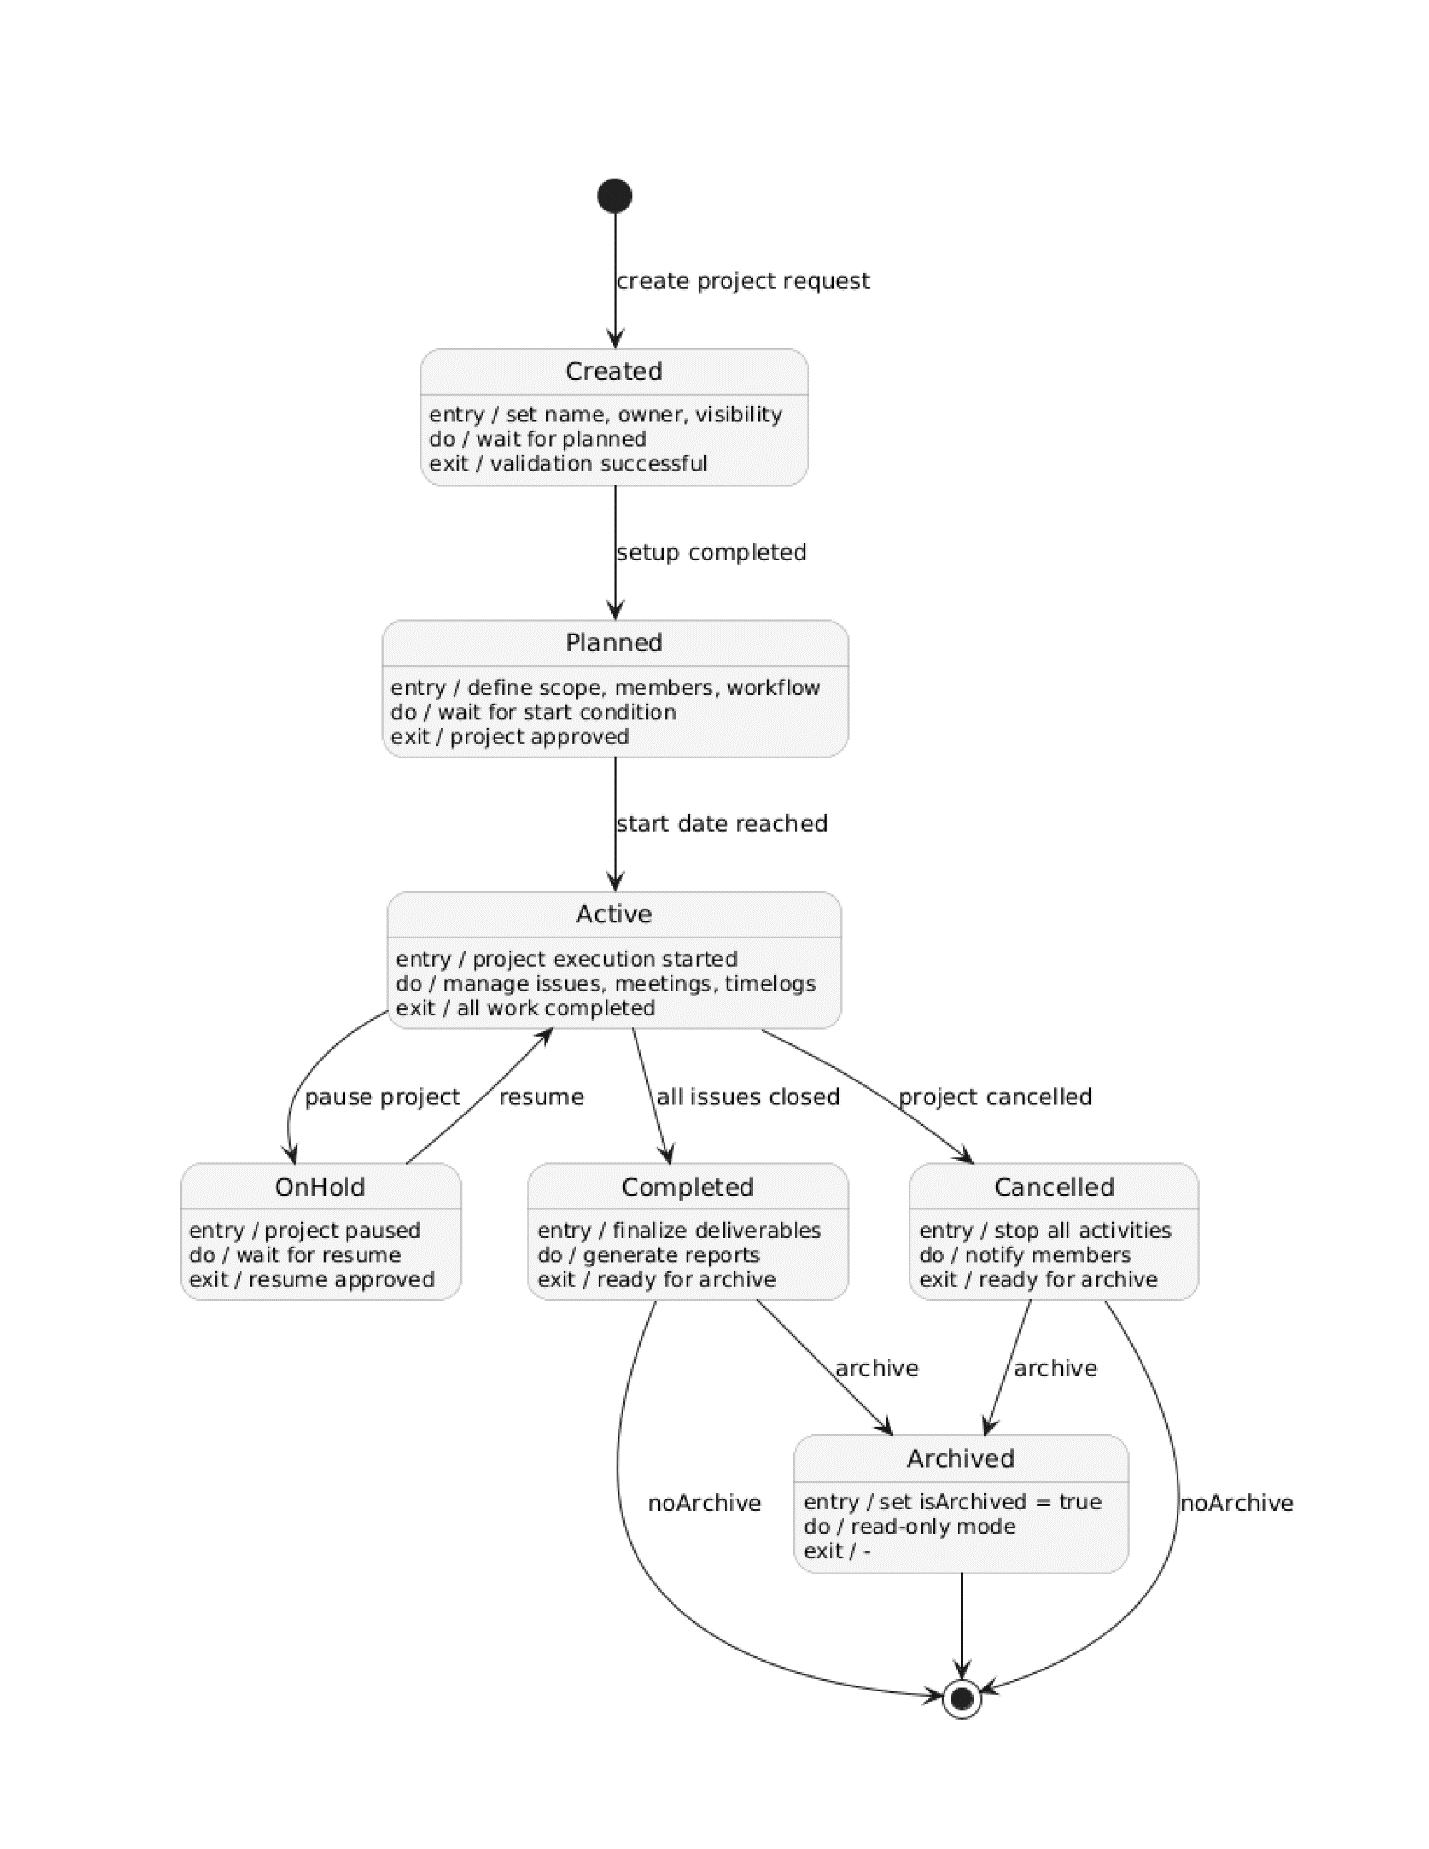 create project request
Created
entry / set name, owner, visibility
do / wait for planned
exit / validation successful
setup completed
Planned
entry / define scope, members, workflow
do / wait for start condition
exit / project approved
start date reached
Active
entry / project execution started
do / manage issues, meetings, timelogs
exit / all work completed
pause project
resume
all issues closed
project cancelled
OnHold
entry / project paused
do / wait for resume
exit / resume approved
Completed
entry / finalize deliverables
do / generate reports
exit / ready for archive
Cancelled
entry / stop all activities
do / notify members
exit / ready for archive
archive
archive
Archived
entry / set isArchived = true
do / read-only mode
exit / -
noArchive
noArchive